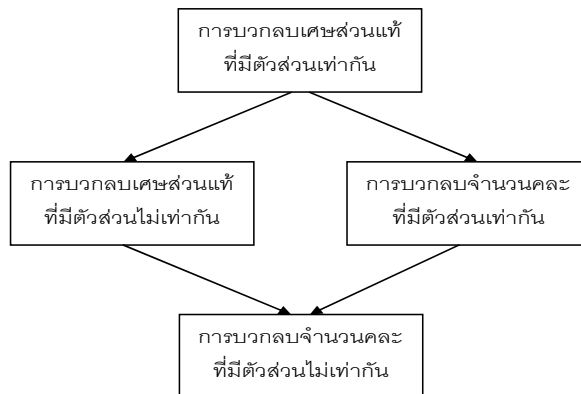 การบวกลบเศษส่วนแท้
ที่มีตัวส่วนเท่ากัน
การบวกลบเศษส่วนแท้
ที่มีตัวส่วนไม่เท่ากัน
การบวกลบจำนวนคละ
ที่มีตัวส่วนเท่ากัน
การบวกลบจำนวนคละ
ที่มีตัวส่วนไม่เท่ากัน